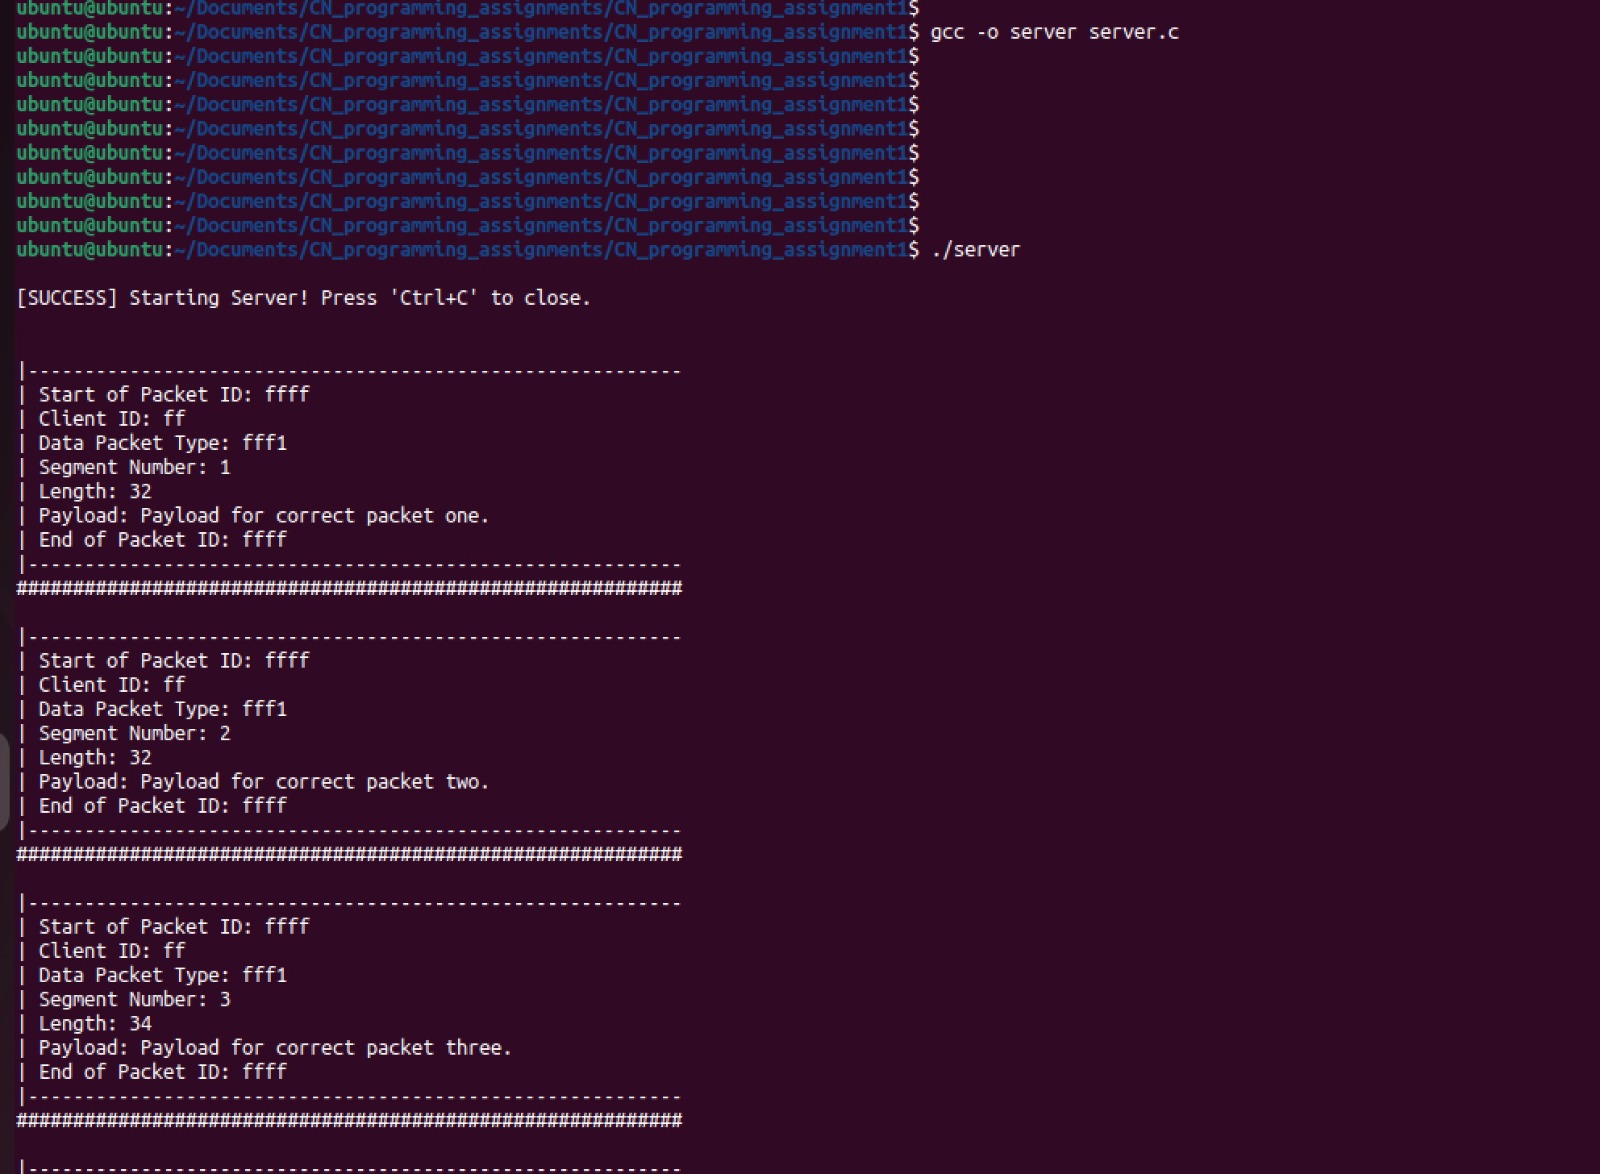 ubuntu@ubuntu:~/Documents/CN_programming_assignments/CN_programming_assignment1$
ubuntu@ubuntu:~/Documents/CN_programming_assignments/CN_programming_assignment1$ gcc -o server server.c
ubuntu@ubuntu:~/Documents/CN_programming_assignments/CN_programming_assignment1$
ubuntu@ubuntu:~/Documents/CN_programming_assignments/CN_programming_assignment1$
ubuntu@ubuntu:~/Documents/CN_programming_assignments/CN_programming_assignment1$
ubuntu@ubuntu:~/Documents/CN_programming_assignments/CN_programming_assignment1$
ubuntu@ubuntu:~/Documents/CN_programming_assignments/CN_programming_assignment1$
ubuntu@ubuntu:~/Documents/CN_programming_assignments/CN_programming_assignment1$
ubuntu@ubuntu:~/Documents/CN_programming_assignments/CN_programming_assignment1$
ubuntu@ubuntu:~/Documents/CN_programming_assignments/CN_programming_assignment1$
ubuntu@ubuntu:~/Documents/CN_programming_assignments/CN_programming_assignment1$ ./server
[SUCCESS] Starting Server! Press 'Ctrl+C' to close.
|----------------------------------------------------------
| Start of Packet ID: ffff
| Client ID: ff
| Data Packet Type: fff1
| Segment Number: 1
| Length: 32
| Payload: Payload for correct packet one.
| End of Packet ID: ffff
|----------------------------------------------------------
###########################################################
|----------------------------------------------------------
| Start of Packet ID: ffff
| Client ID: ff
| Data Packet Type: fff1
| Segment Number: 2
| Length: 32
| Payload: Payload for correct packet two.
| End of Packet ID: ffff
|----------------------------------------------------------
###########################################################
|----------------------------------------------------------
| Start of Packet ID: ffff
| Client ID: ff
| Data Packet Type: fff1
| Segment Number: 3
| Length: 34
| Payload: Payload for correct packet three.
| End of Packet ID: ffff
|----------------------------------------------------------
###########################################################
|----------------------------------------------------------